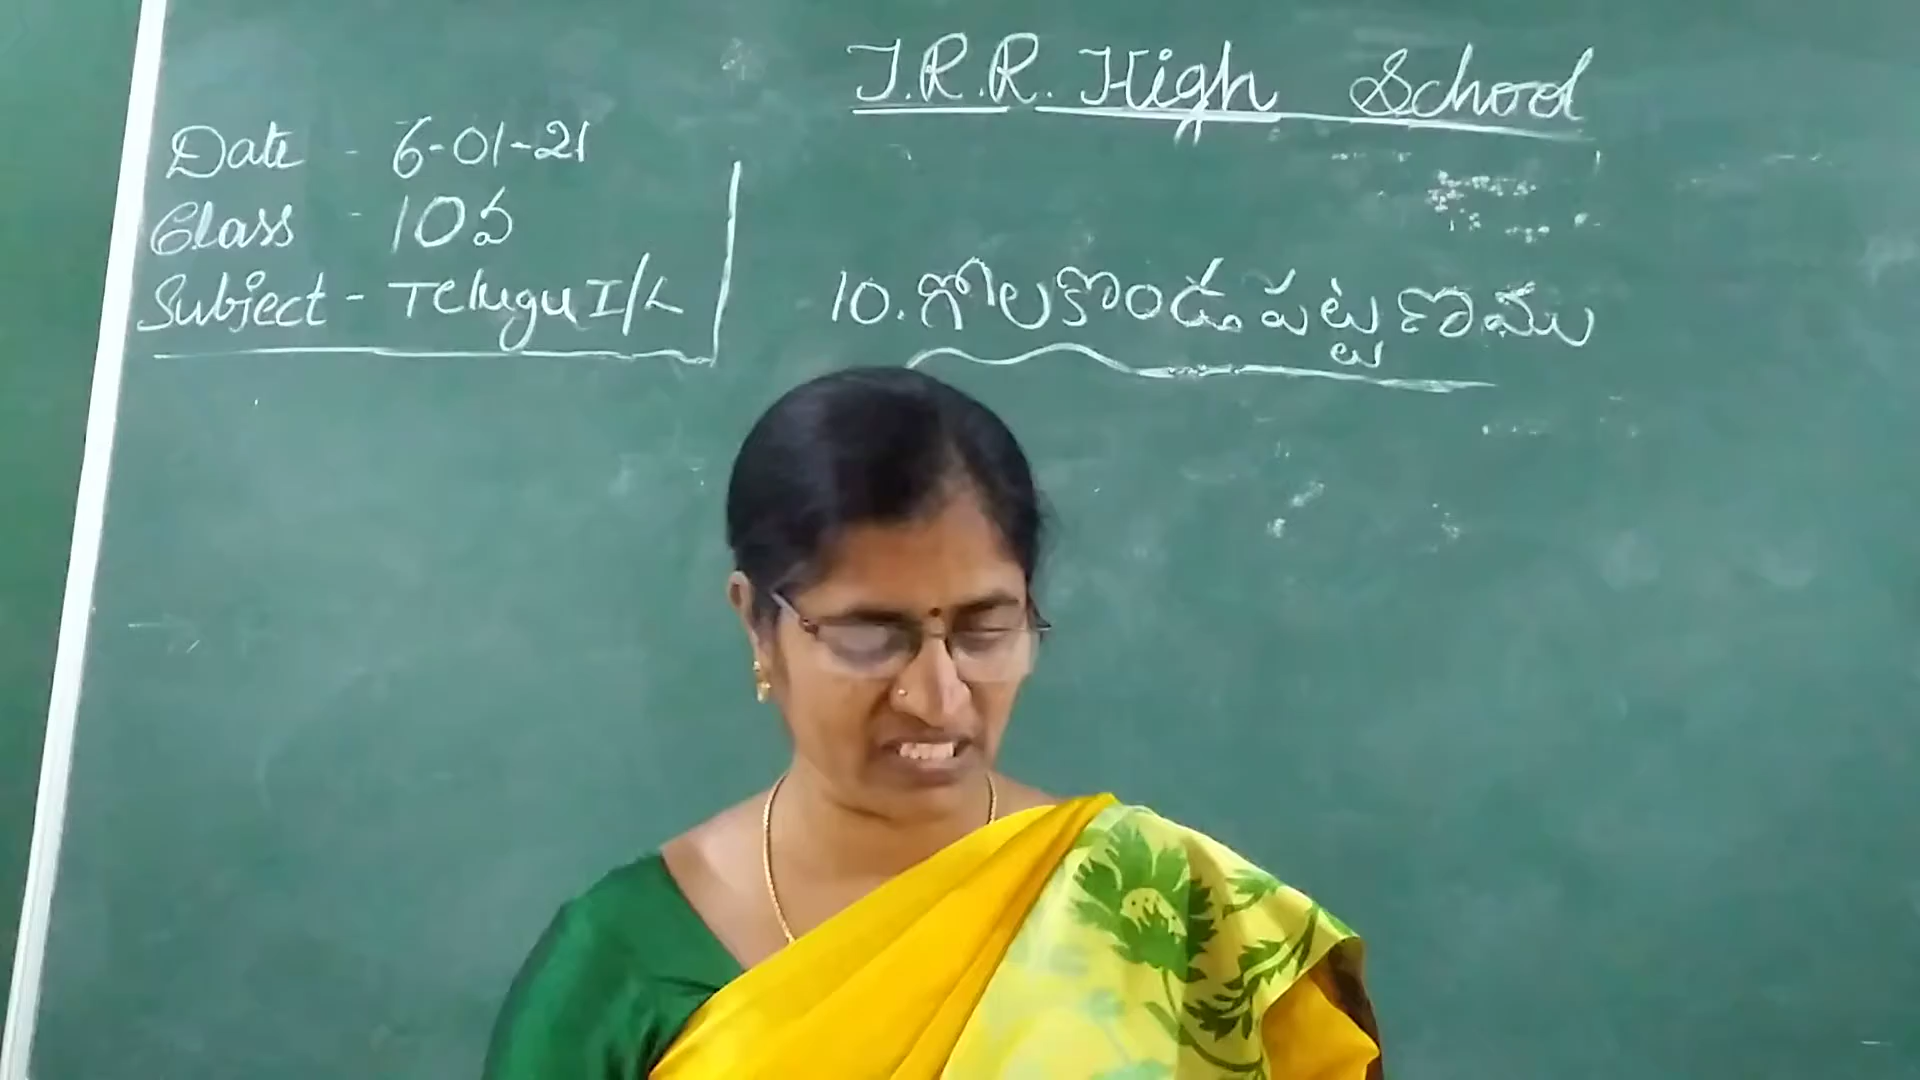 T.R.R. High School
Date - 6-01-21
Class - 10వ
Subject - Telugu I/L
10. గోలకొండ పట్టణము